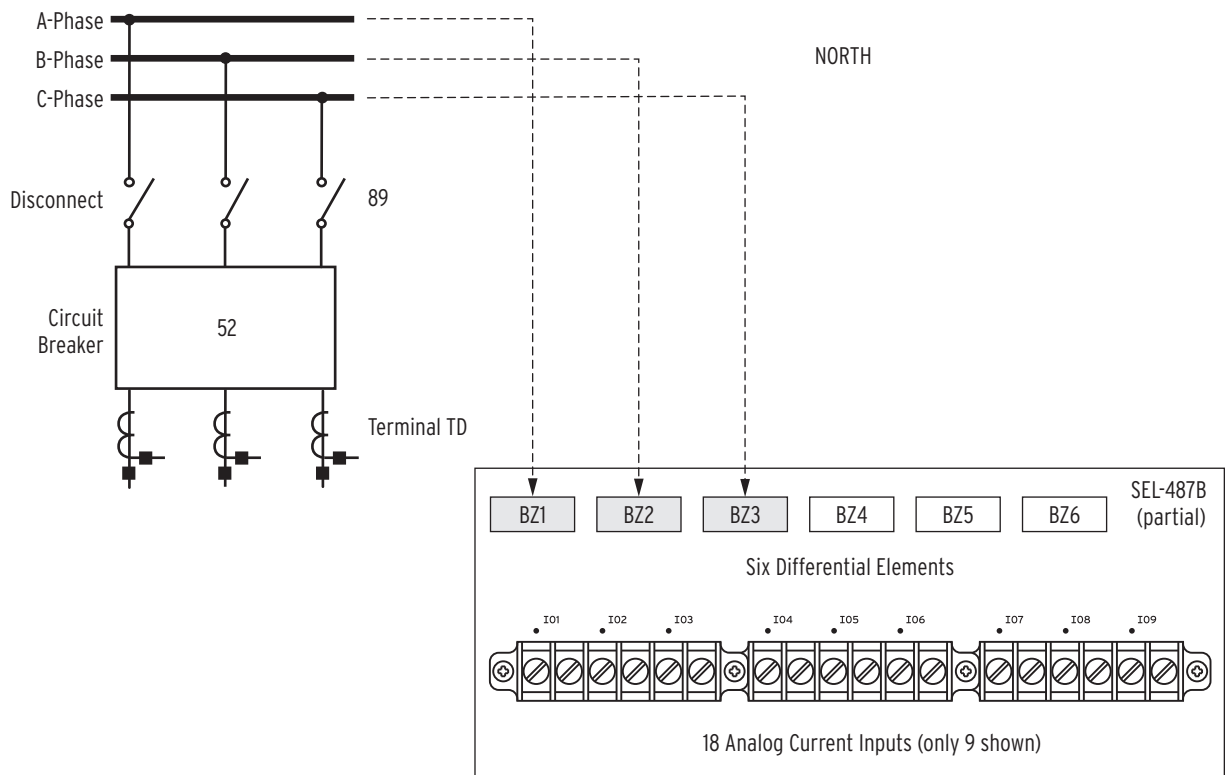 A-Phase
B-Phase
NORTH
C-Phase
Disconnect
89
Circuit
Breaker
52
Terminal TD
SEL-487B
(partial)
BZ1
BZ2
BZ3
BZ4
BZ5
BZ6
Six Differential Elements
I01
I02
I03
I04
I05
I06
I07
I08
I09
18 Analog Current Inputs (only 9 shown)